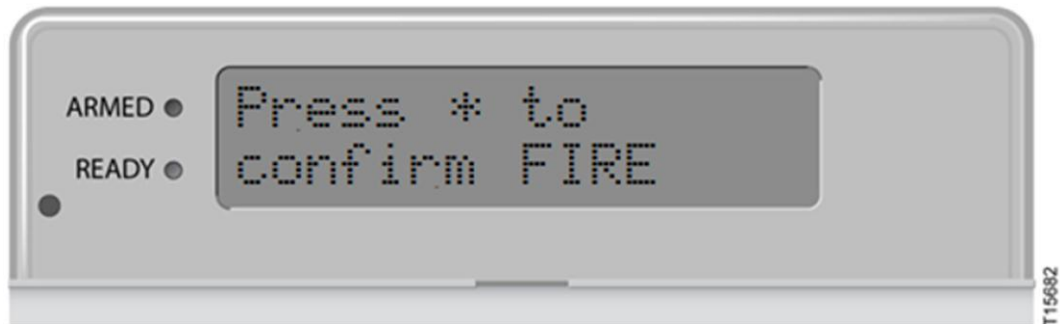 ARMED
READY
Press * to
confirm FIRE
T15682